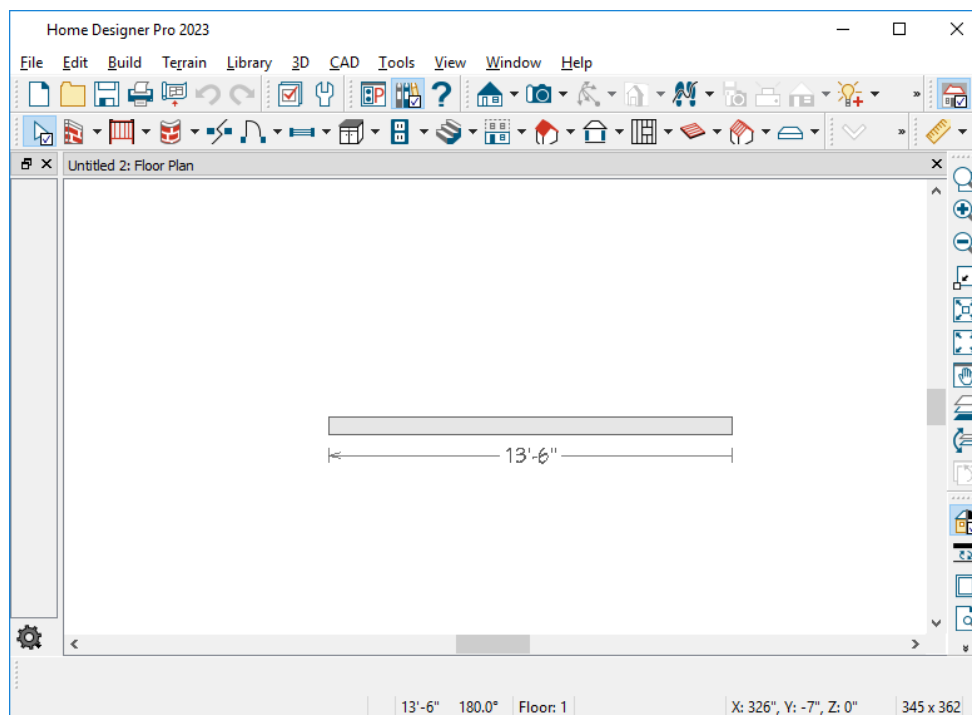 Home Designer Pro 2023
File Edit Build Terrain Library 3D CAD Tools View Window Help
Untitled 2: Floor Plan
13'-6"
13'-6" 180.0° Floor: 1 X: 326", Y: -7", Z: 0" 345 x 362